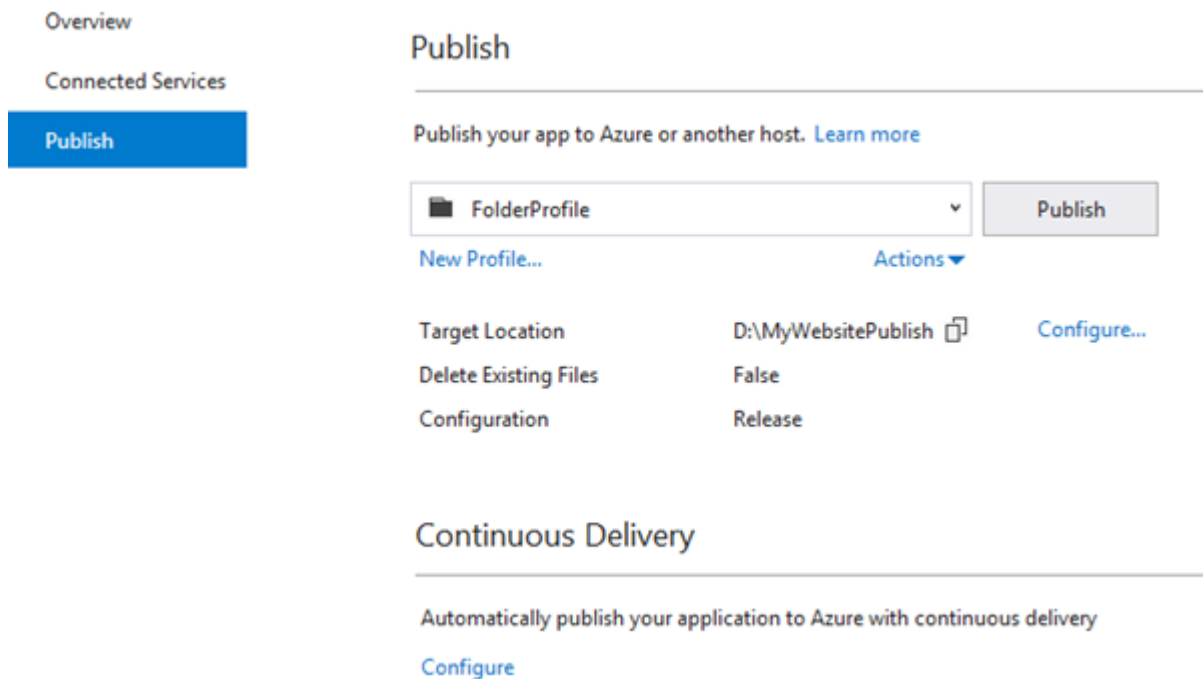 Overview
Connected Services
Publish
Publish
Publish your app to Azure or another host. Learn more
FolderProfile
Publish
New Profile...
Actions
Target Location D:\MyWebsitePublish Configure...
Delete Existing Files False
Configuration Release
Continuous Delivery
Automatically publish your application to Azure with continuous delivery
Configure